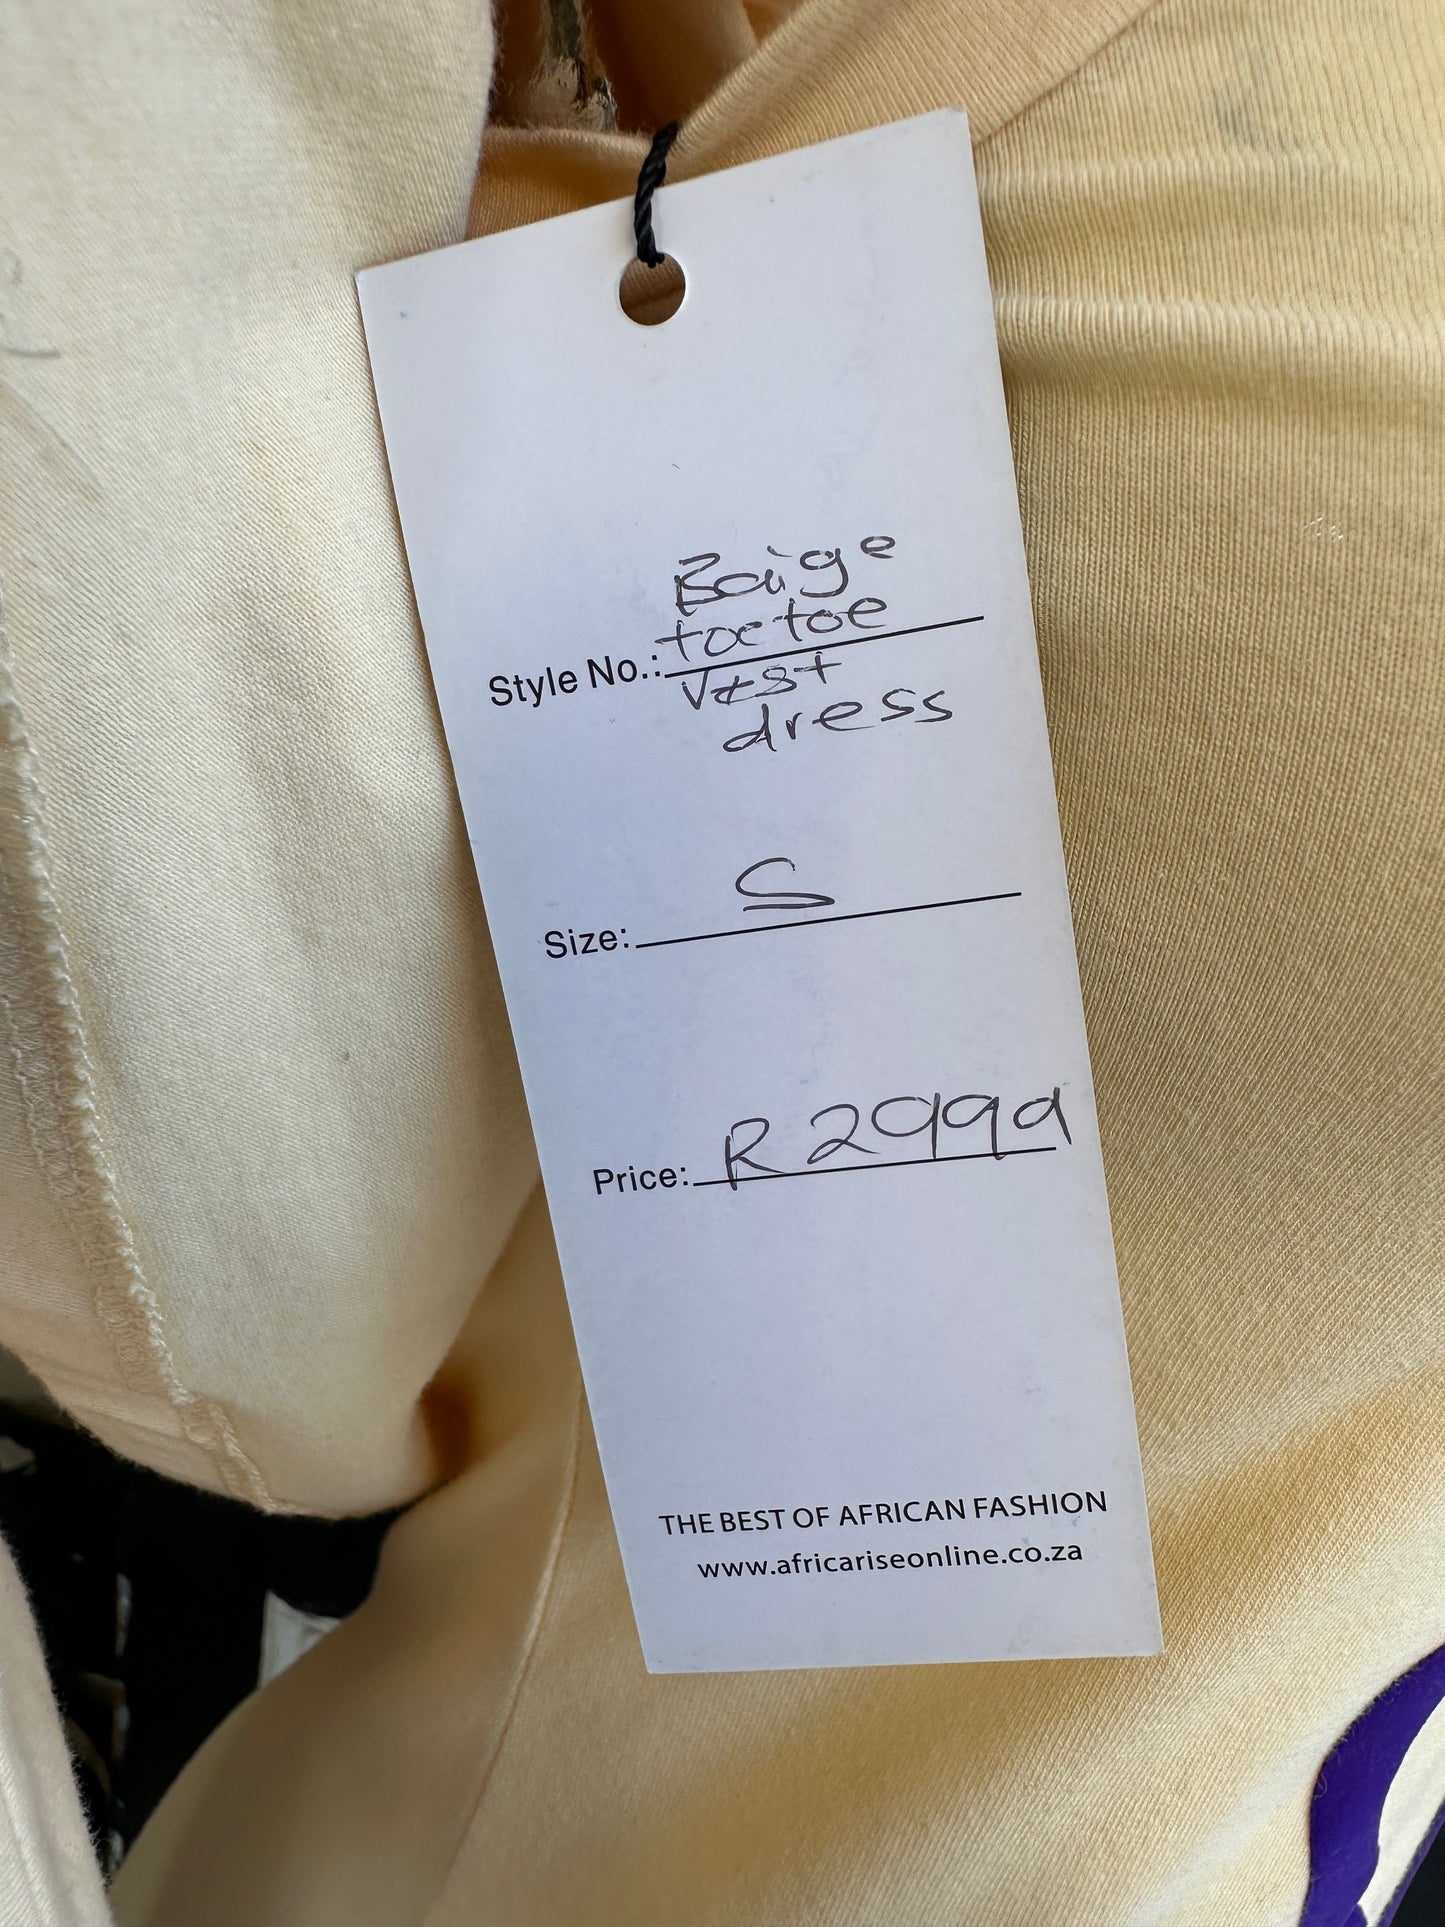 Baige
toctoe
Style No.:
Vest
dress
Size: S
Price: R2999
THE BEST OF AFRICAN FASHION
www.africariseonline.co.za